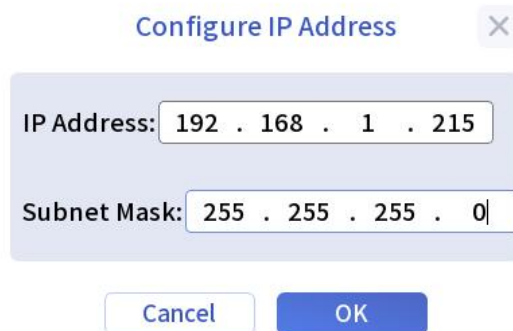 Configure IP Address
IP Address: 192 . 168 . 1 . 215
Subnet Mask: 255 . 255 . 255 . 0
Cancel OK